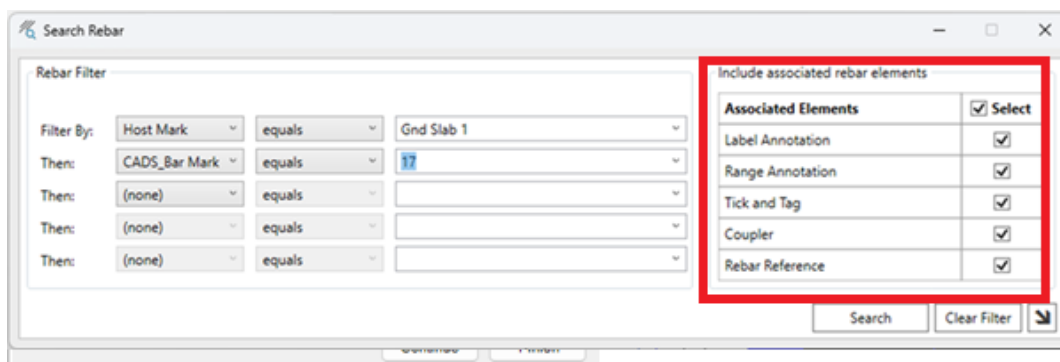 Search Rebar
Rebar Filter
Filter By: Host Mark equals Gnd Slab 1
Then: CADS_Bar Mark equals 17
Then: (none) equals
Then: (none) equals
Then: (none) equals
Include associated rebar elements
Associated Elements Select
Label Annotation
Range Annotation
Tick and Tag
Coupler
Rebar Reference
Search Clear Filter